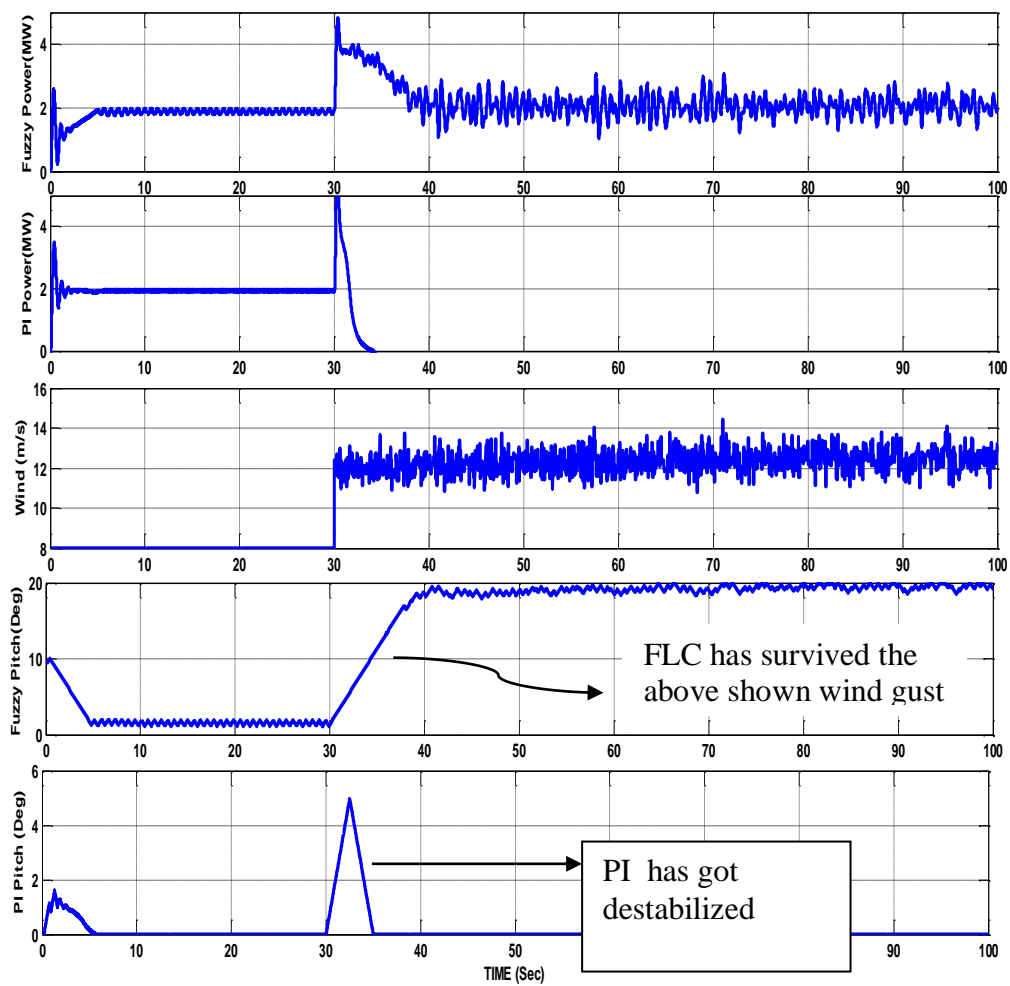 Fuzzy Power(MW)
4
2
0
0 10 20 30 40 50 60 70 80 90 100
PI Power(MW)
4
2
0
0 10 20 30 40 50 60 70 80 90 100
Wind (m/s)
16
14
12
10
8
0 10 20 30 40 50 60 70 80 90 100
Fuzzy Pitch(Deg)
20
10
0
FLC has survived the
above shown wind gust
0 10 20 30 40 50 60 70 80 90 100
PI Pitch (Deg)
6
4
2
0
PI has got
destabilized
0 10 20 30 40 50 90 100
TIME (Sec)